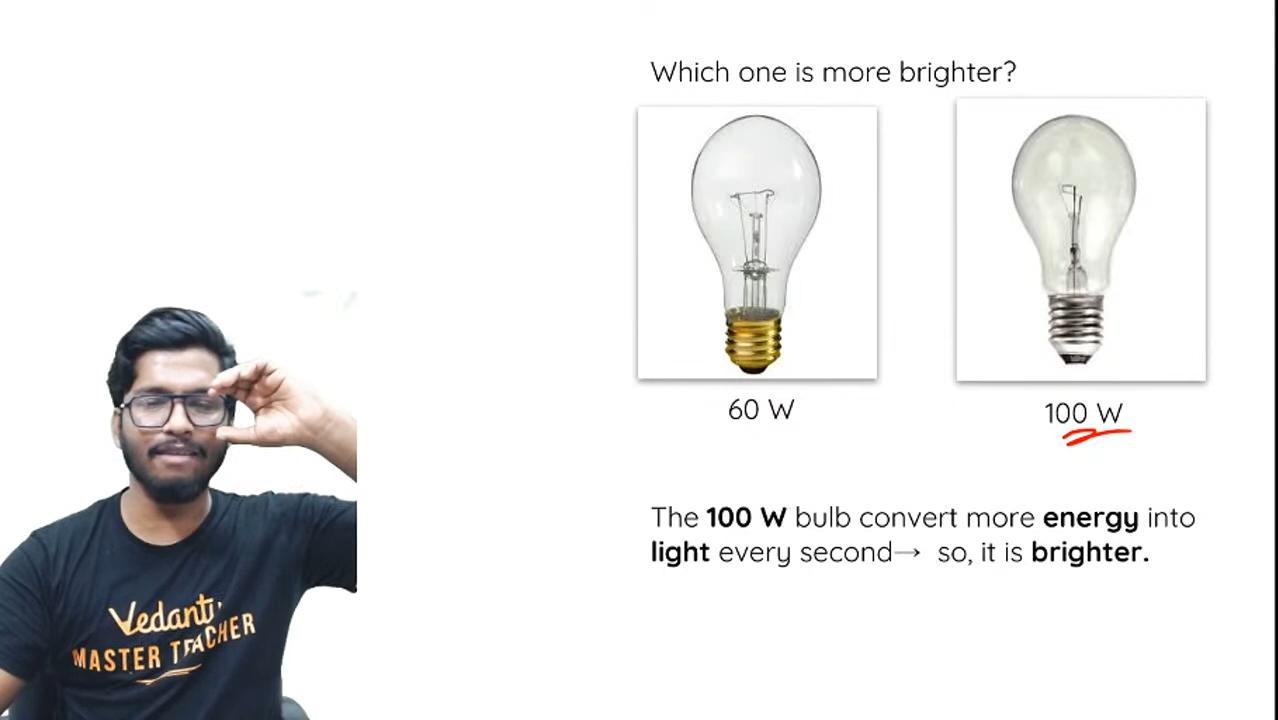 Which one is more brighter?
60 W
100 W
The 100 W bulb convert more energy into
light every second→ so, it is brighter.
Vedantu
MASTER TEACHER